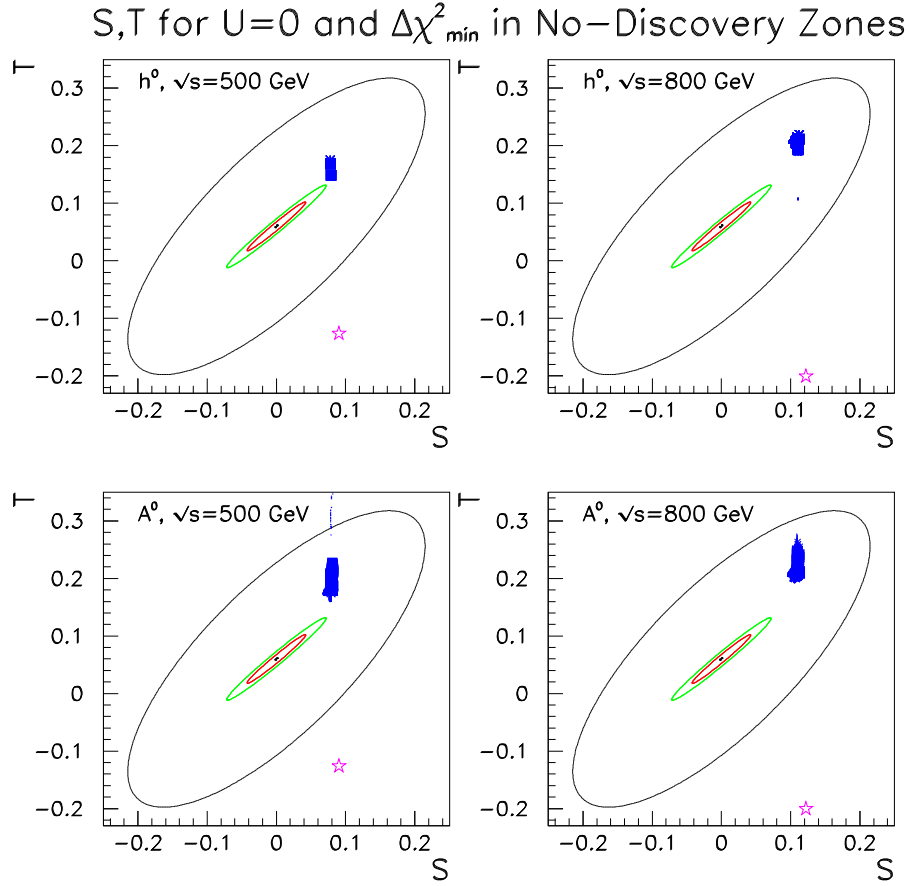 S,T for U=0 and Δχ²min in No-Discovery Zones
T
h⁰, √s=500 GeV
0.3
0.2
0.1
0
-0.1
-0.2
-0.2 -0.1 0 0.1 0.2
S
T
h⁰, √s=800 GeV
0.3
0.2
0.1
0
-0.1
-0.2
-0.2 -0.1 0 0.1 0.2
S
T
A⁰, √s=500 GeV
0.3
0.2
0.1
0
-0.1
-0.2
-0.2 -0.1 0 0.1 0.2
S
T
A⁰, √s=800 GeV
0.3
0.2
0.1
0
-0.1
-0.2
-0.2 -0.1 0 0.1 0.2
S